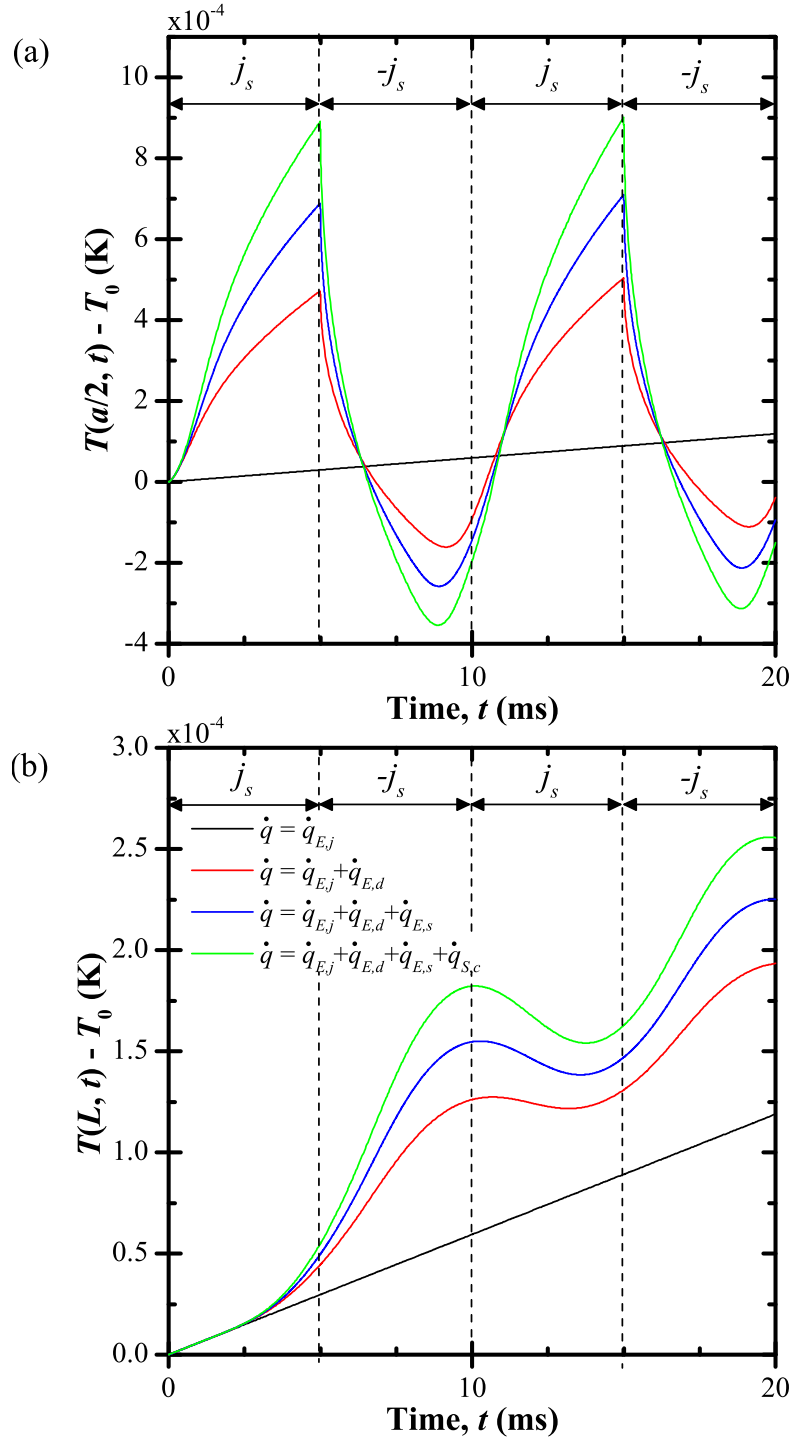 (a)
x10⁻⁴
jₛ -jₛ jₛ -jₛ
10
8
6
4
2
0
-2
-4
T(a/2, t) - T₀ (K)
0 10 20
Time, t (ms)
(b)
x10⁻⁴
jₛ -jₛ jₛ -jₛ
3.0
2.5
2.0
1.5
1.0
0.5
0.0
T(L, t) - T₀ (K)
q̇ = q̇_{E,j}
q̇ = q̇_{E,j}+q̇_{E,d}
q̇ = q̇_{E,j}+q̇_{E,d}+q̇_{E,s}
q̇ = q̇_{E,j}+q̇_{E,d}+q̇_{E,s}+q̇_{S,c}
0 10 20
Time, t (ms)